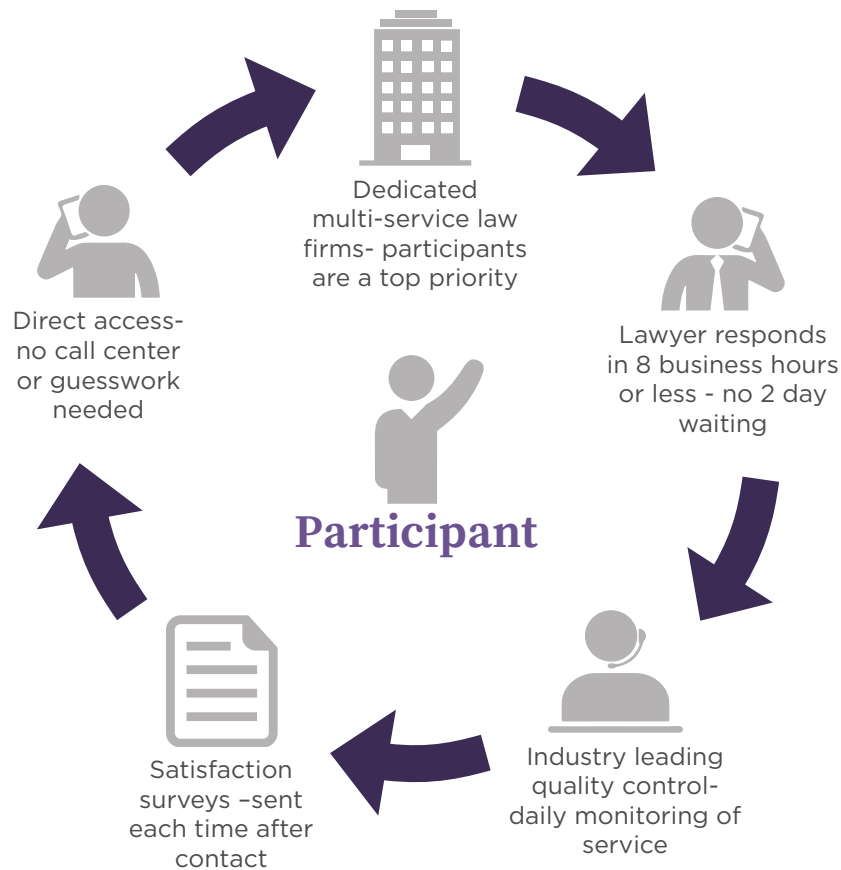 Dedicated
multi-service law
firms- participants
are a top priority
Direct access-
no call center
or guesswork
needed
Lawyer responds
in 8 business hours
or less - no 2 day
waiting
Participant
Industry leading
quality control-
daily monitoring of
service
Satisfaction
surveys –sent
each time after
contact